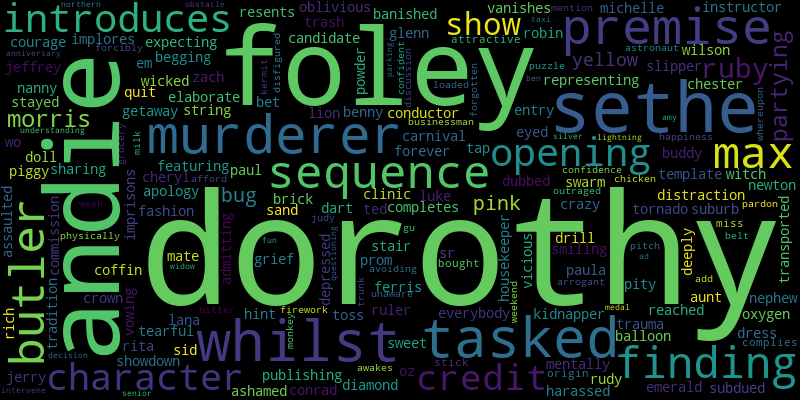 northern
obstacle
taxi
mention
michelle
instructor
introduces
resents
oblivious
banished
vanishes
premise
trash
courage
implores
expecting
candidate
glenn
show
robin
jeffrey
em
begging
attractive
astronaut
wilson
anniversary
forcibly
wicked
zach
powder
parking
confident
discussion
yellow
slipper
ruby
partying
nanny
quit
elaborate
kermit
disfigured
foley
loaded
puzzle
ben
representing
chester
stayed
getaway
string
bet
forgotten
entry
sethe
whereupon
morris
lion
benny
conductor
businessman
eyed
silver
lightning
amy
happiness
understanding
grocery
milk
murderer
carnival
tap
opening
buddy
max
wo
doll
andie
forever
confidence
chicken
piggy
sharing
cheryl
featuring
paul
sequence
dubbed
swarm
template
witch
week
afford
clinic
luke
outraged
newton
assaulted
commission
imprisons
apology
bug
brick
ted
completes
pink
crazy
distraction
pardon
butler
tradition
fashion
sand
dart
judy
gu
tornado
suburb
miss
belt
transported
physically
mate
widow
fun
stair
sr
housekeeper
vicious
drill
smiling
deeply
pitch
ad
coffin
admitting
grief
depressed
questioning
prom
avoiding
bought
paula
add
crown
vowing
bitter
dorothy
trunk
ferris
unaware
arrogant
pity
aunt
nephew
rich
tearful
lana
hint
firework
monkey
toss
ruler
everybody
weekend
kidnapper
reached
oxygen
medal
balloon
dress
complies
rita
showdown
sid
whilst
sweet
tasked
trauma
decision
jerry
publishing
awakes
oz
stick
mentally
finding
intervene
character
diamond
credit
origin
rudy
emerald
subdued
senior
ashamed
conrad
harassed